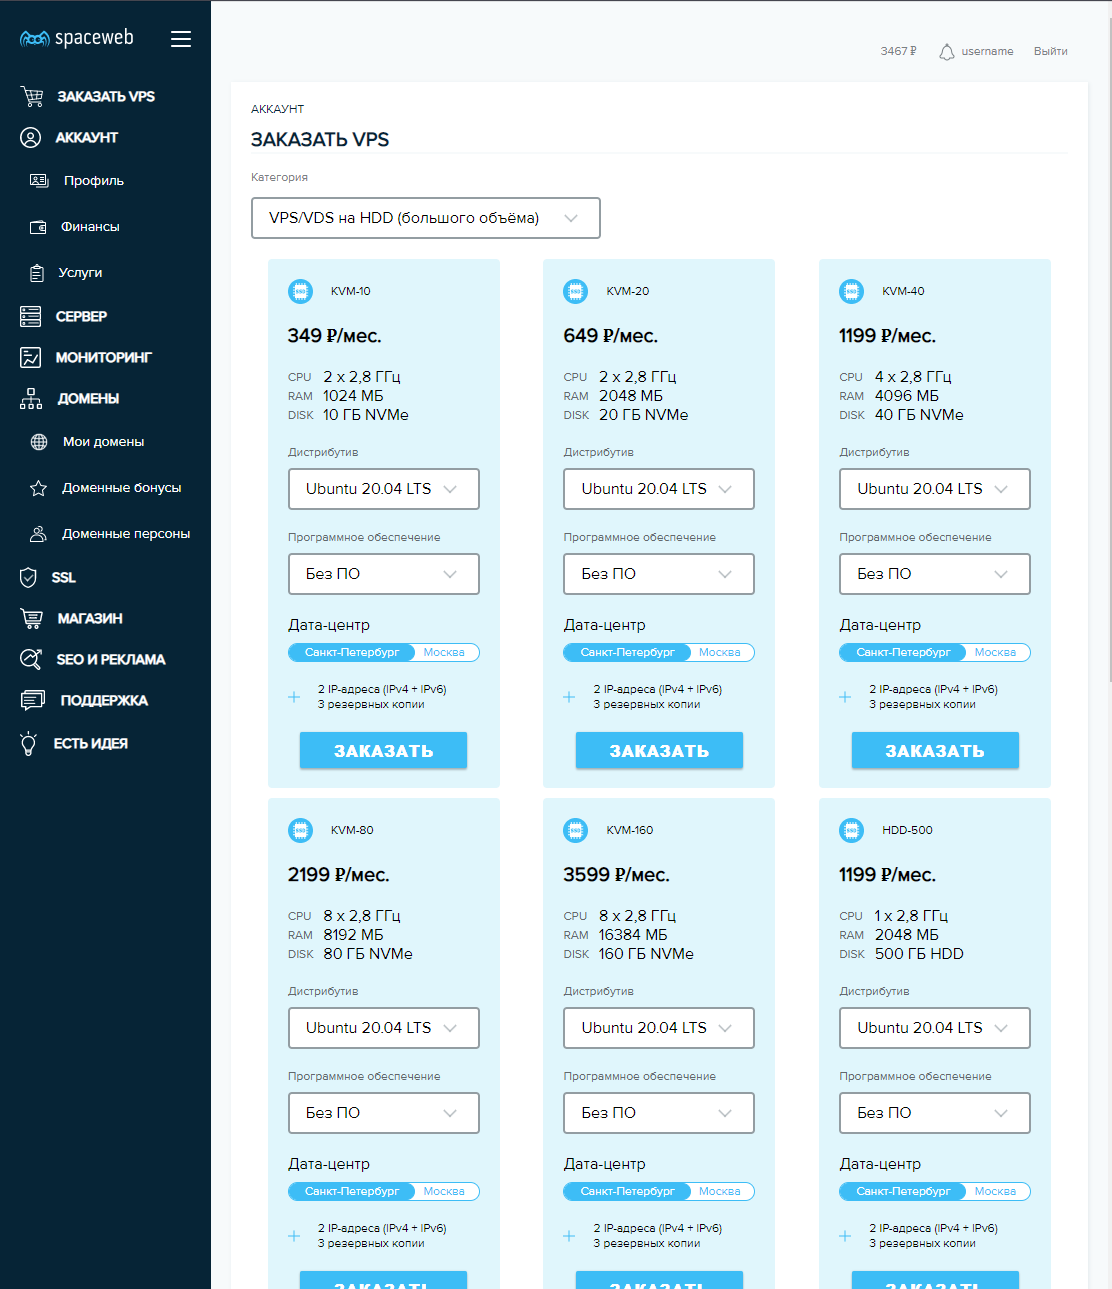 spaceweb
ЗАКАЗАТЬ VPS
АККАУНТ
Профиль
Финансы
Услуги
СЕРВЕР
МОНИТОРИНГ
ДОМЕНЫ
Мои домены
Доменные бонусы
Доменные персоны
SSL
МАГАЗИН
SEO И РЕКЛАМА
ПОДДЕРЖКА
ЕСТЬ ИДЕЯ
3467 ₽ username Выйти
АККАУНТ
ЗАКАЗАТЬ VPS
Категория
VPS/VDS на HDD (большого объёма)
KVM-10
349 ₽/мес.
CPU 2 x 2,8 ГГц
RAM 1024 МБ
DISK 10 ГБ NVMe
Дистрибутив
Ubuntu 20.04 LTS
Программное обеспечение
Без ПО
Дата-центр
Санкт-Петербург Москва
2 IP-адреса (IPv4 + IPv6)
3 резервных копии
ЗАКАЗАТЬ
KVM-20
649 ₽/мес.
CPU 2 x 2,8 ГГц
RAM 2048 МБ
DISK 20 ГБ NVMe
Дистрибутив
Ubuntu 20.04 LTS
Программное обеспечение
Без ПО
Дата-центр
Санкт-Петербург Москва
2 IP-адреса (IPv4 + IPv6)
3 резервных копии
ЗАКАЗАТЬ
KVM-40
1199 ₽/мес.
CPU 4 x 2,8 ГГц
RAM 4096 МБ
DISK 40 ГБ NVMe
Дистрибутив
Ubuntu 20.04 LTS
Программное обеспечение
Без ПО
Дата-центр
Санкт-Петербург Москва
2 IP-адреса (IPv4 + IPv6)
3 резервных копии
ЗАКАЗАТЬ
KVM-80
2199 ₽/мес.
CPU 8 x 2,8 ГГц
RAM 8192 МБ
DISK 80 ГБ NVMe
Дистрибутив
Ubuntu 20.04 LTS
Программное обеспечение
Без ПО
Дата-центр
Санкт-Петербург Москва
2 IP-адреса (IPv4 + IPv6)
3 резервных копии
ЗАКАЗАТЬ
KVM-160
3599 ₽/мес.
CPU 8 x 2,8 ГГц
RAM 16384 МБ
DISK 160 ГБ NVMe
Дистрибутив
Ubuntu 20.04 LTS
Программное обеспечение
Без ПО
Дата-центр
Санкт-Петербург Москва
2 IP-адреса (IPv4 + IPv6)
3 резервных копии
ЗАКАЗАТЬ
HDD-500
1199 ₽/мес.
CPU 1 x 2,8 ГГц
RAM 2048 МБ
DISK 500 ГБ HDD
Дистрибутив
Ubuntu 20.04 LTS
Программное обеспечение
Без ПО
Дата-центр
Санкт-Петербург Москва
2 IP-адреса (IPv4 + IPv6)
3 резервных копии
ЗАКАЗАТЬ